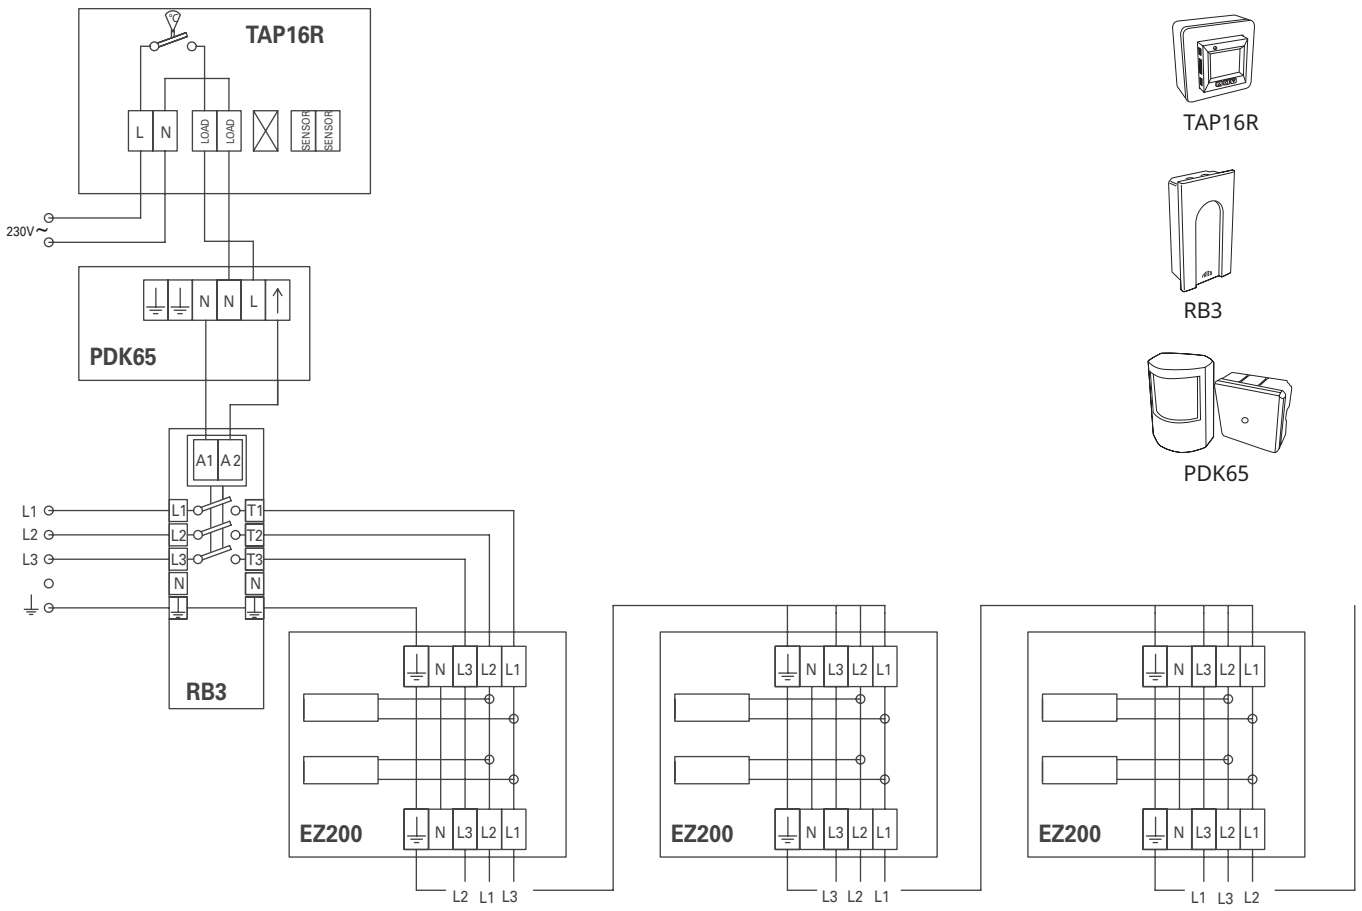 TAP16R
°C
L N LOAD LOAD SENSOR SENSOR
230V~
N N L ↑
PDK65
A1 A2
L1 L1 T1
L2 L2 T2
L3 L3 T3
N N
RB3
N L3 L2 L1
EZ200
N L3 L2 L1
L2 L1 L3
N L3 L2 L1
EZ200
N L3 L2 L1
L3 L2 L1
N L3 L2 L1
EZ200
N L3 L2 L1
L1 L3 L2
TAP16R
RB3
PDK65